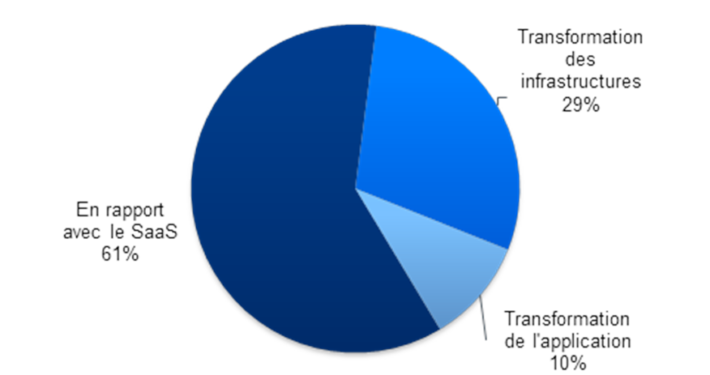 Transformation
des
infrastructures
29%
En rapport
avec le SaaS
61%
Transformation
de l'application
10%